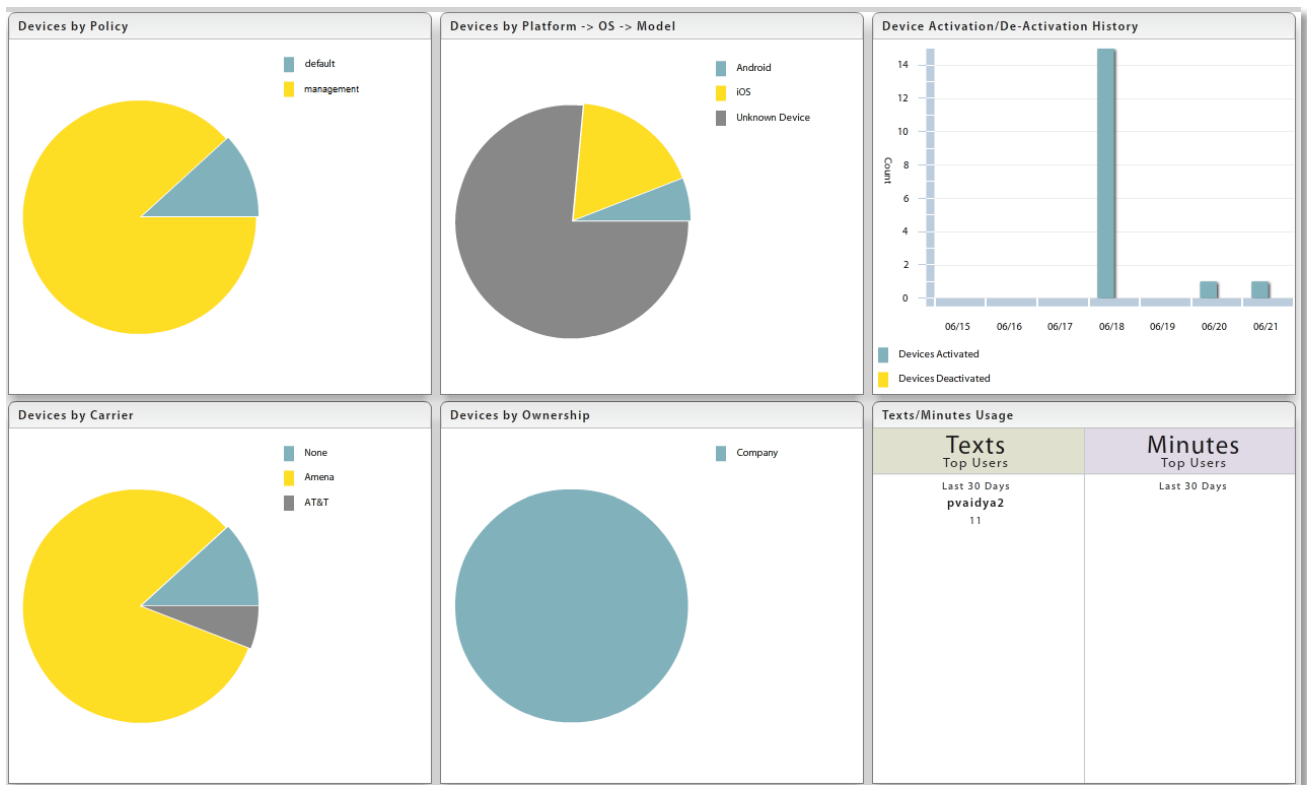 Devices by Policy
default
management
Devices by Platform -> OS -> Model
Android
iOS
Unknown Device
Device Activation/De-Activation History
14
12
10
8
6
4
2
0
Count
06/15 06/16 06/17 06/18 06/19 06/20 06/21
Devices Activated
Devices Deactivated
Devices by Carrier
None
Amena
AT&T
Devices by Ownership
Company
Texts/Minutes Usage
Texts
Top Users
Last 30 Days
pvaidya2
11
Minutes
Top Users
Last 30 Days